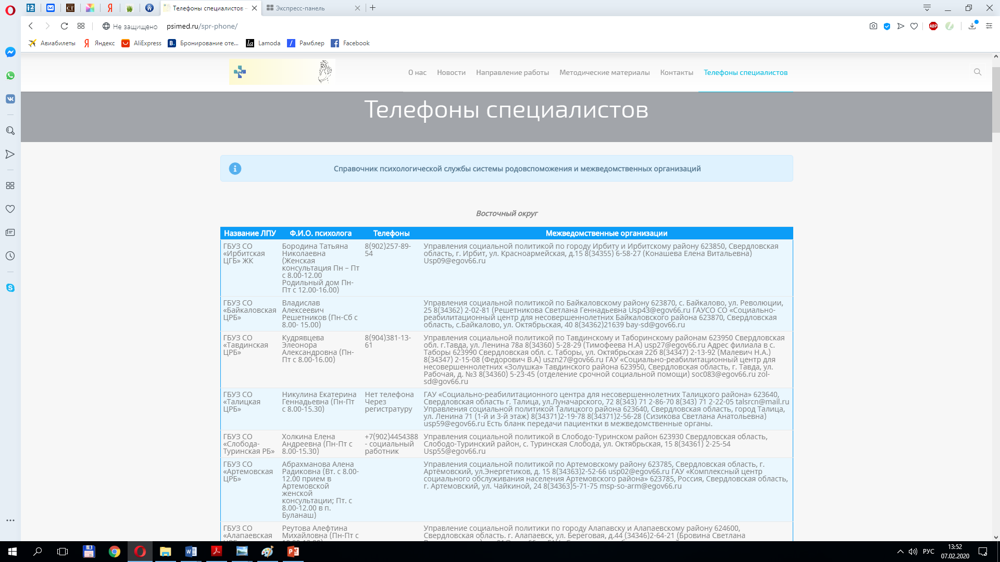 Телефоны специалистов -
Экспресс-панель
Не защищено psimed.ru/spr-phone/
Авиабилеты Яндекс AliExpress Бронирование оте... Lamoda Рамблер Facebook
О нас Новости Направление работы Методические материалы Контакты Телефоны специалистов
Телефоны специалистов
Справочник психологической службы системы родовспоможения и межведомственных организаций
Восточный округ
Название ЛПУ Ф.И.О. психолога Телефоны Межведомственные организации
ГБУЗ СО
«Ирбитская
ЦГБ» ЖК
Бородина Татьяна
Николаевна
(Женская
консультация Пн – Пт
с 8.00-12.00
Родильный дом Пн-
Пт с 12.00-16.00)
8(902)257-89-
54
Управления социальной политикой по городу Ирбиту и Ирбитскому району 623850, Свердловская
область, г. Ирбит, ул. Красноармейская, д.15 8(34355) 6-58-27 (Конашева Елена Витальевна)
Usp09@egov66.ru
ГБУЗ СО
«Байкаловская
ЦРБ»
Владислав
Алексеевич
Решетников (Пн-Сб с
8.00- 15.00)
Управления социальной политикой по Байкаловскому району 623870, с. Байкалово, ул. Революции,
25 8(34362) 2-02-81 (Решетникова Светлана Геннадьевна Usp43@egov66.ru ГАУСО СО «Социально-
реабилитационный центр для несовершеннолетних Байкаловского района 623870, Свердловская
область, с.Байкалово, ул. Октябрьская, 40 8(34362)21639 bay-sd@gov66.ru
ГБУЗ СО
«Тавдинская
ЦРБ»
Кудрявцева
Элеонора
Александровна (Пн-
Пт с 8.00-16.00)
8(904)381-13-
61
Управления социальной политикой по Тавдинскому и Таборинскому районам 623950 Свердловская
обл. г.Тавда, ул. Ленина 78а 8(34360) 5-28-29 (Тимофеева Н.А) usp27@egov66.ru Адрес филиала в с.
Таборы 623990 Свердловская обл. с. Таборы, ул. Октябрьская 22б 8(34347) 2-13-92 (Малевич Н.А.)
8(34347) 2-15-08 (Федорович В.А) uszn27@gov66.ru ГАУ «Социально-реабилитационный центр для
несовершеннолетних «Золушка» Тавдинского района 623950, Свердловская область, г. Тавда, ул.
Рабочая, д. №3 8(34360) 5-23-45 (отделение срочной социальной помощи) soc083@egov66.ru zol-
sd@gov66.ru
ГБУЗ СО
«Талицкая
ЦРБ»
Никулина Екатерина
Геннадьевна (Пн-Пт
с 8.00-15.30)
Нет телефона
Через
регистратуру
ГАУ «Социально-реабилитационного центра для несовершеннолетних Талицкого района» 623640,
Свердловская область г. Талица, ул.Луначарского, 72 8(343) 71 2-86-70 8(343) 71 2-22-05 talsrcn@mail.ru
Управления социальной политикой Талицкого района 623640, Свердловская область, город Талица,
ул. Ленина 71 (1-й и 3-й этаж) 8(34371)2-19-78 8(34371)2-56-28 (Сизикова Светлана Анатольевна)
usp59@egov66.ru Есть бланк передачи пациентки в межведомственные органы.
ГБУЗ СО
«Слобода-
Туринская РБ»
Холкина Елена
Андреевна (Пн-Пт с
8.00-15.30)
+7(902)4454388
- социальный
работник
Управления социальной политикой в Слободо-Туринском район 623930 Свердловская область,
Слободо-Туринский район, с. Туринская Слобода, ул. Октябрьская, 15 8(34361) 2-25-54
Usp55@egov66.ru
ГБУЗ СО
«Артемовская
ЦРБ»
Абрахманова Алена
Радиковна (Вт. с 8.00-
12.00 прием в
Артемовской
женской
консультации; Пт. с
8.00-12.00 в п.
Буланаш)
Управления социальной политикой по Артемовскому району 623785, Свердловская область, г.
Артёмовский, ул.Энергетиков, д. 15 8(34363)2-52-66 usp02@egov66.ru ГАУ «Комплексный центр
социального обслуживания населения Артемовского района» 623785, Россия, Свердловская область,
г. Артемовский, ул. Чайкиной, 24 8(34363)5-71-75 msp-so-arm@egov66.ru
ГБУЗ СО
«Алапаевская
Реутова Алефтина
Михайловна (Пн-Пт с
Управление социальной политики по городу Алапавску и Алапаевскому району 624600,
Свердловская область. г. Алапаевск, ул. Береговая, д.44 (34346)2-64-21 (Бровина Светлана
РУС
13:52
07.02.2020